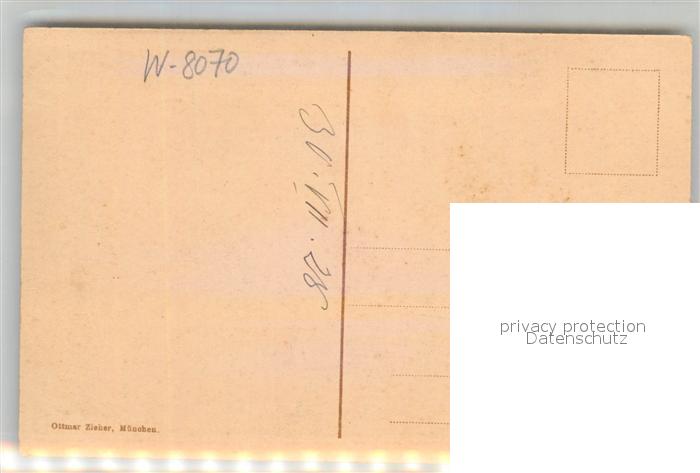 W-8070
30. VII. 28
privacy protection
Datenschutz
Ottmar Zieher, München.